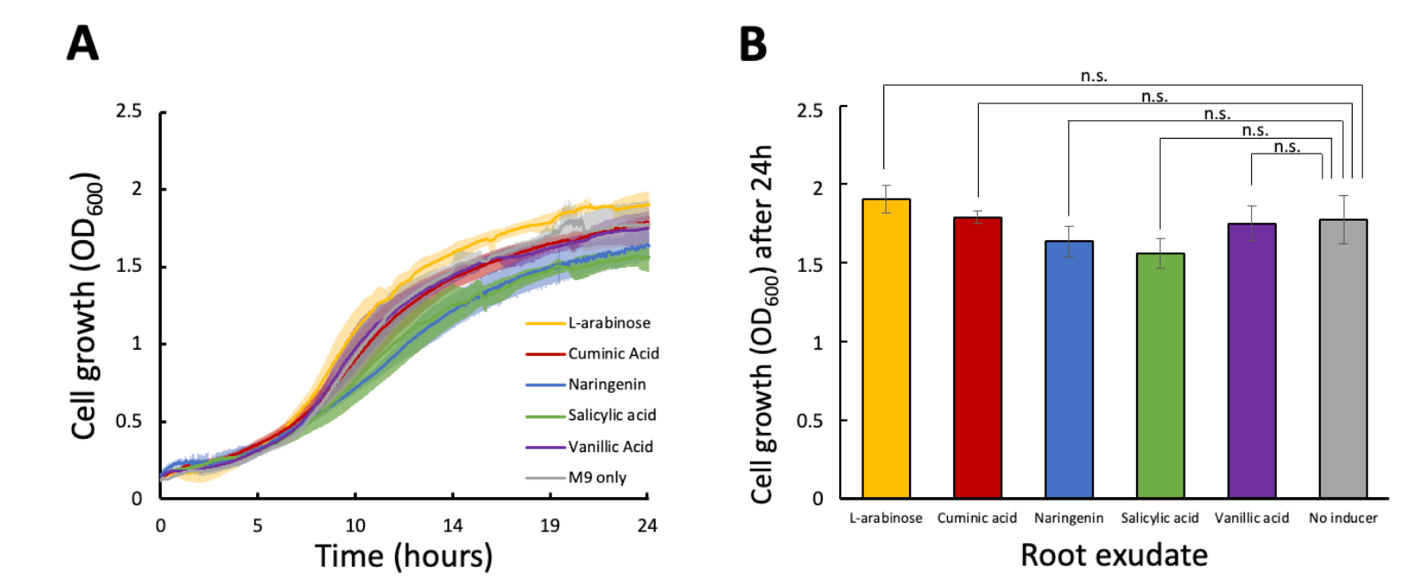 A
Cell growth (OD600)
2.5
2
1.5
1
0.5
0
0 5 10 14 19 24
Time (hours)
L-arabinose
Cuminic Acid
Naringenin
Salicylic acid
Vanillic Acid
M9 only
B
Cell growth (OD600) after 24h
2.5
2
1.5
1
0.5
0
n.s.
n.s.
n.s.
n.s.
n.s.
L-arabinose Cuminic acid Naringenin Salicylic acid Vanillic acid No inducer
Root exudate